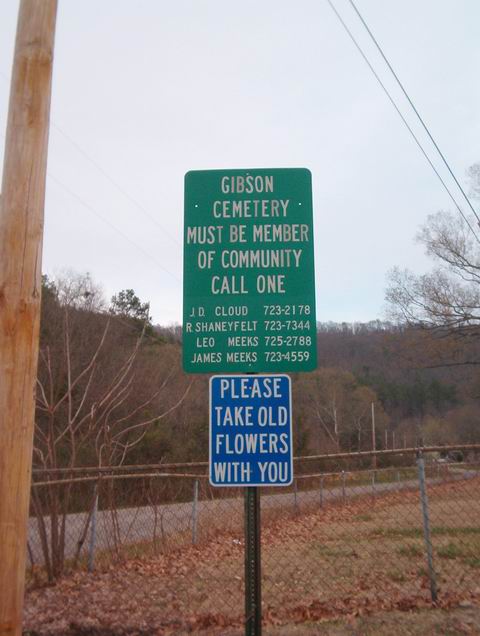 GIBSON
CEMETERY
MUST BE MEMBER
OF COMMUNITY
CALL ONE
J.D. CLOUD 723-2178
R.SHANEYFELT 723-7344
LEO MEEKS 725-2788
JAMES MEEKS 723-4559
PLEASE
TAKE OLD
FLOWERS
WITH YOU